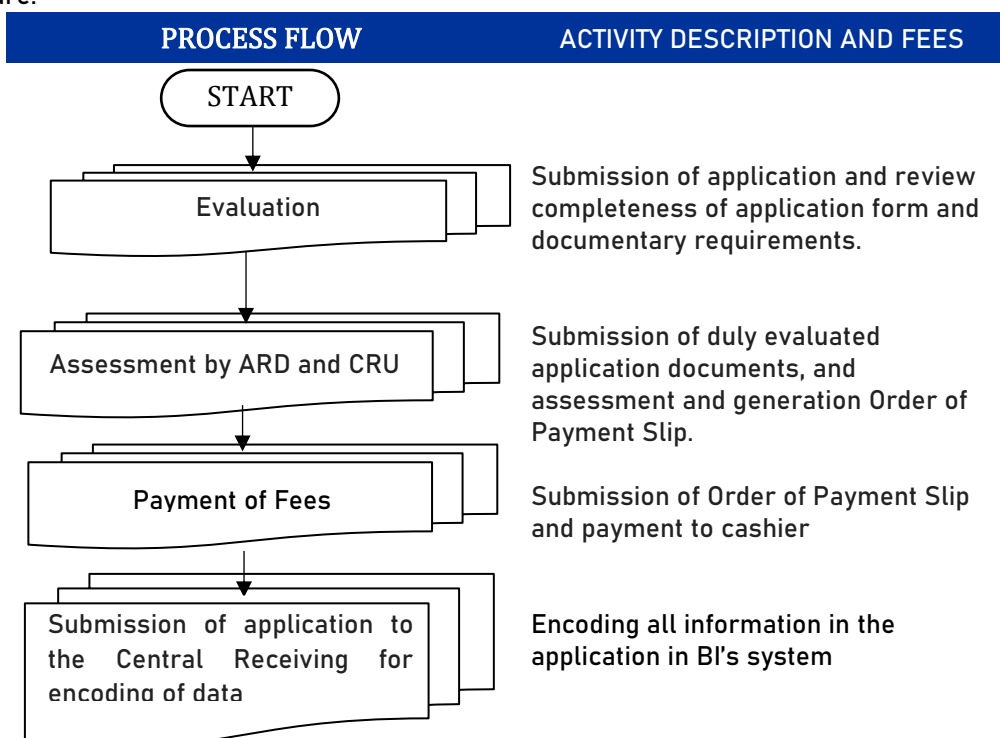 PROCESS FLOW
ACTIVITY DESCRIPTION AND FEES
START
Evaluation
Submission of application and review
completeness of application form and
documentary requirements.
Assessment by ARD and CRU
Submission of duly evaluated
application documents, and
assessment and generation Order of
Payment Slip.
Payment of Fees
Submission of Order of Payment Slip
and payment to cashier
Submission of application to
the Central Receiving for
encoding of data
Encoding all information in the
application in BI's system